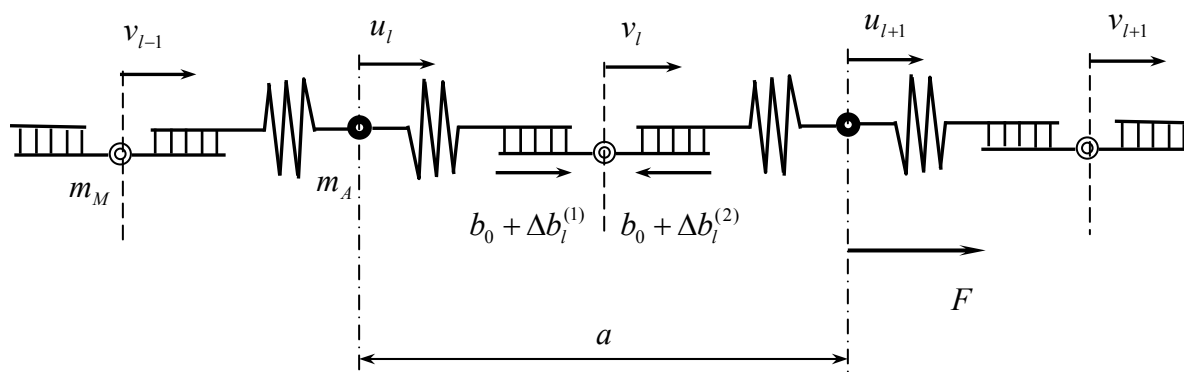 v_{l-1} u_l v_l u_{l+1} v_{l+1}
m_M m_A
b_0 + Δb_l^{(1)} b_0 + Δb_l^{(2)}
F
a